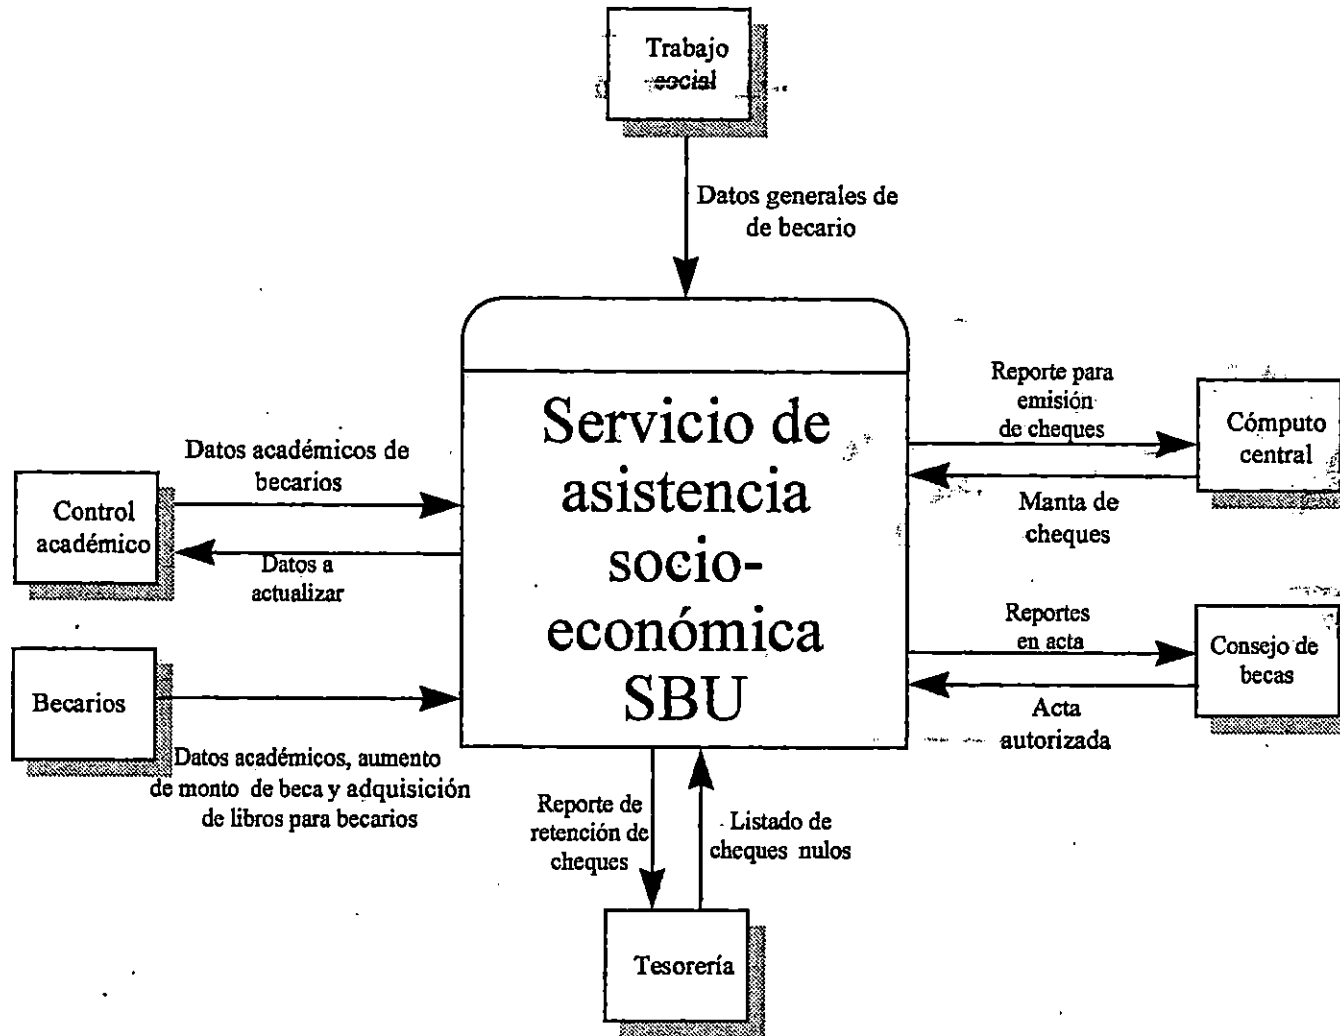 Trabajo
social
Datos generales de
de becario
Servicio de
asistencia
socio-
económica
SBU
Reporte para
emisión
de cheques
Cómputo
central
Manta de
cheques
Datos académicos de
becarios
Control
académico
Datos a
actualizar
Reportes
en acta
Consejo de
becas
Acta
autorizada
Becarios
Datos académicos, aumento
de monto de beca y adquisición
de libros para becarios
Reporte de
retención de
cheques
Listado de
cheques nulos
Tesorería